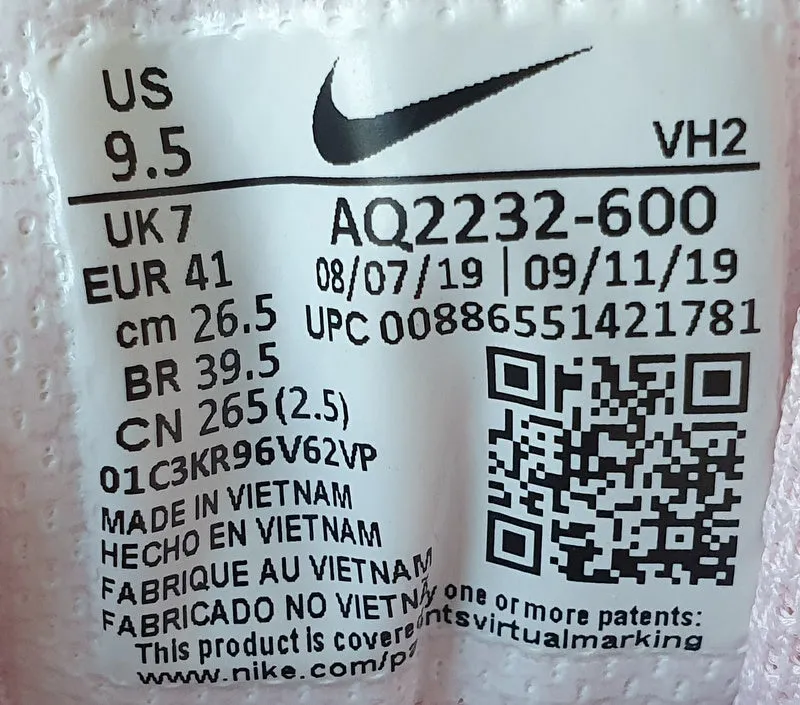 US
9.5
VH2
UK 7
AQ2232-600
EUR 41
08/07/19 | 09/11/19
cm 26.5
UPC 00886551421781
BR 39.5
CN 265(2.5)
01C3KR96V62VP
MADE IN VIETNAM
HECHO EN VIETNAM
FABRIQUE AU VIETNAM
FABRICADO NO VIETNA
This product is covere y one or more patents:
www.nike.com/pa ntsvirtualmarking